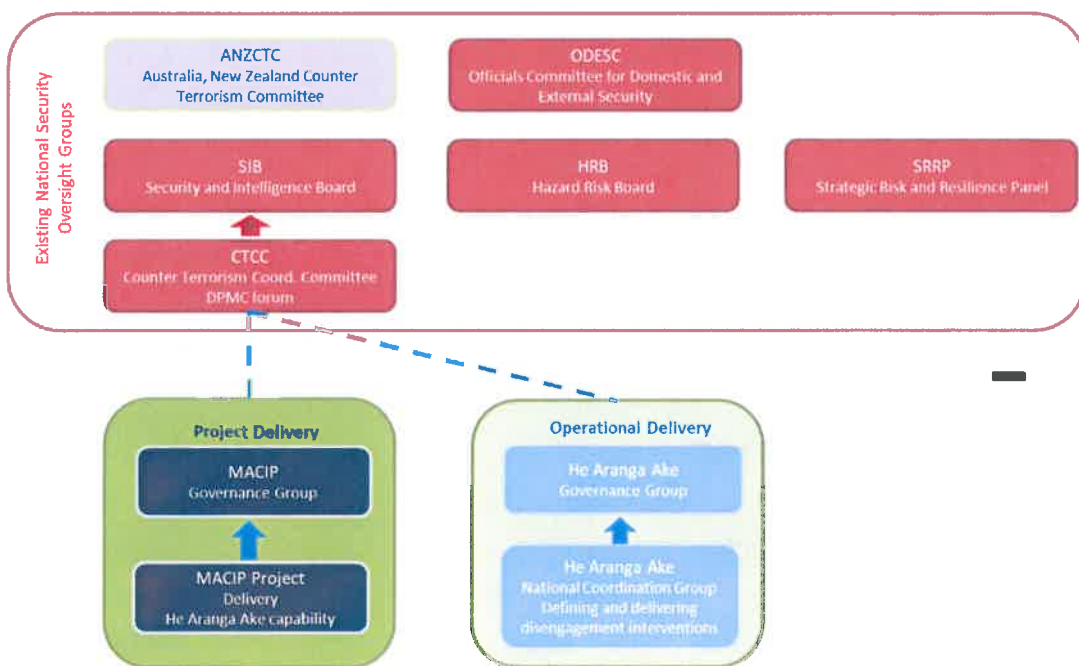 Existing National Security
Oversight Groups
ANZCTC
Australia, New Zealand Counter
Terrorism Committee
ODESC
Officials Committee for Domestic and
External Security
SIB
Security and Intelligence Board
HRB
Hazard Risk Board
SRRP
Strategic Risk and Resilience Panel
CTCC
Counter Terrorism Coord. Committee
DPMC forum
Project Delivery
MACIP
Governance Group
MACIP Project
Delivery
He Aranga Ake capability
Operational Delivery
He Aranga Ake
Governance Group
He Aranga Ake
National Coordination Group
Defining and delivering
disengagement interventions